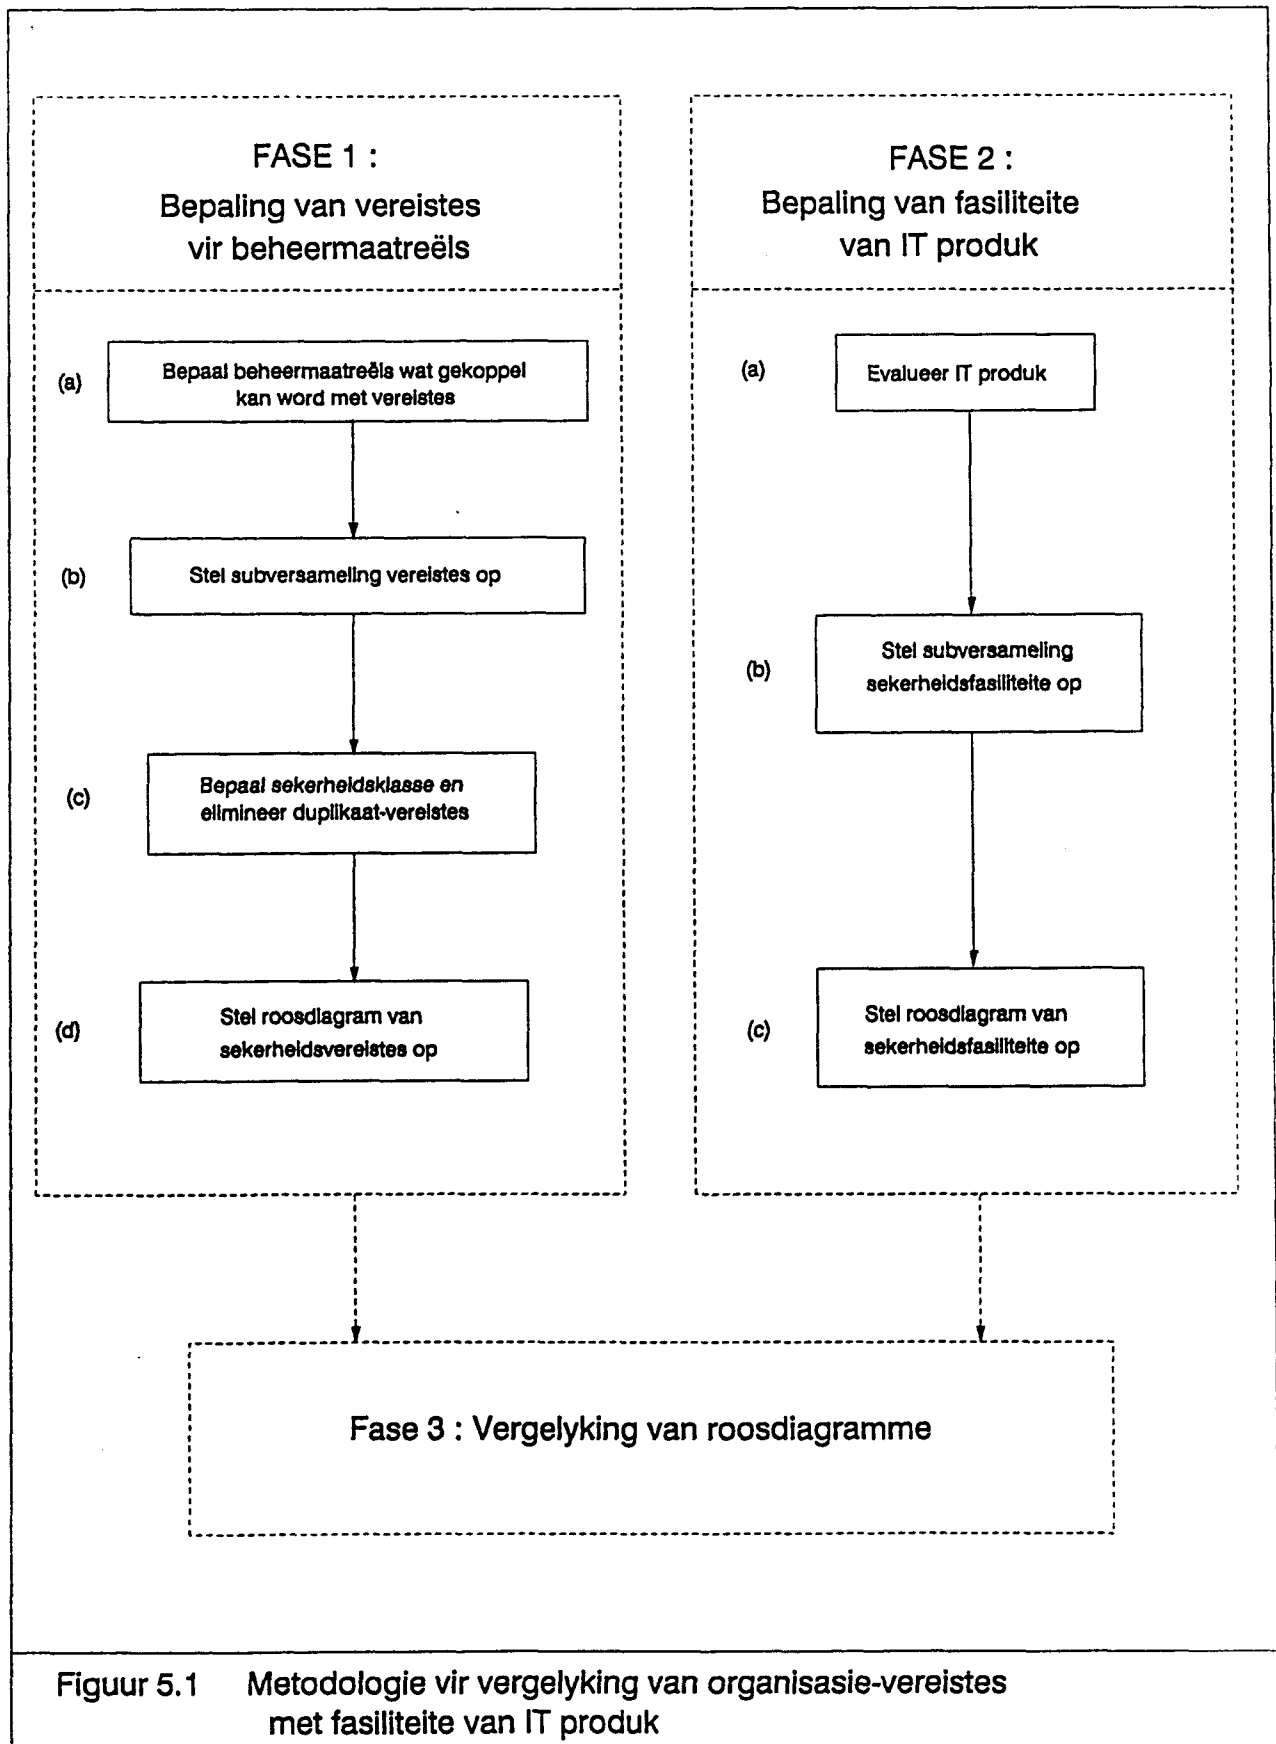 FASE 1 :
Bepaling van vereistes
vir beheermaatreëls
(a)
Bepaal beheermaatreëls wat gekoppel
kan word met vereistes
(b)
Stel subversameling vereistes op
(c)
Bepaal sekerheidsklasse en
elimineer duplikaat-vereistes
(d)
Stel roosdiagram van
sekerheidsvereistes op
FASE 2 :
Bepaling van fasiliteite
van IT produk
(a)
Evalueer IT produk
(b)
Stel subversameling
sekerheidsfasiliteite op
(c)
Stel roosdiagram van
sekerheidsfasiliteite op
Fase 3 : Vergelyking van roosdiagramme
Figuur 5.1 Metodologie vir vergelyking van organisasie-vereistes
met fasiliteite van IT produk